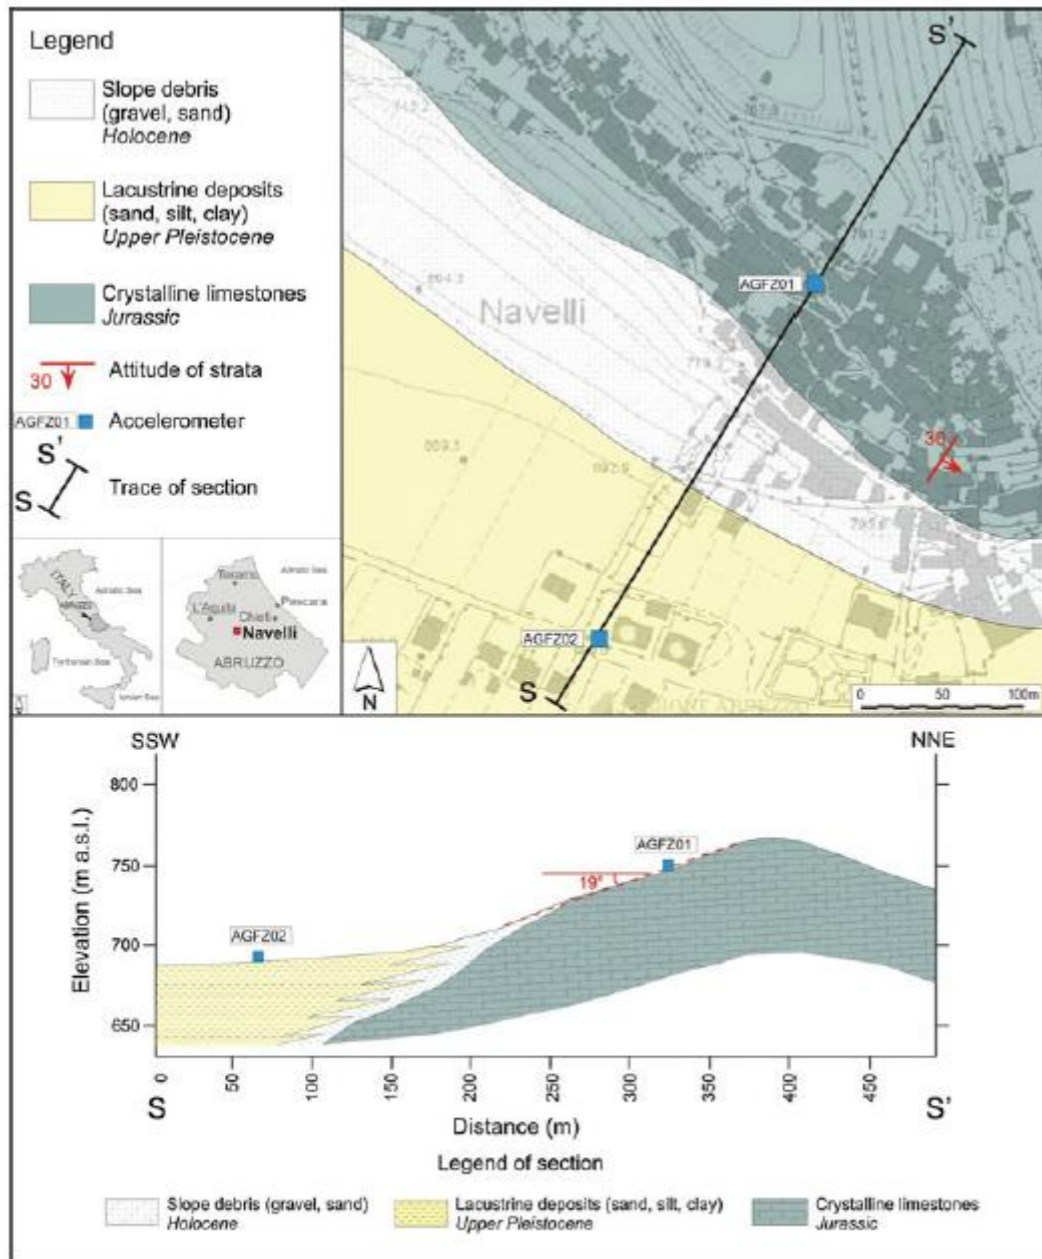 Legend
Slope debris
(gravel, sand)
Holocene
Lacustrine deposits
(sand, silt, clay)
Upper Pleistocene
Crystalline limestones
Jurassic
30
Attitude of strata
AGFZ01
Accelerometer
S'
S
Trace of section
ITALY
ABRUZZO
Adriatic Sea
Tyrrhenian Sea
Ionian Sea
Teramo
Adriatic Sea
L'Aquila
Pescara
Chieti
Navelli
ABRUZZO
S'
AGFZ01
Navelli
AGFZ02
S
N
0 50 100m
SSW
NNE
Elevation (m a.s.l.)
800
750
700
650
AGFZ02
AGFZ01
19°
0 50 100 150 200 250 300 350 400 450
S
S'
Distance (m)
Legend of section
Slope debris (gravel, sand)
Holocene
Lacustrine deposits (sand, silt, clay)
Upper Pleistocene
Crystalline limestones
Jurassic